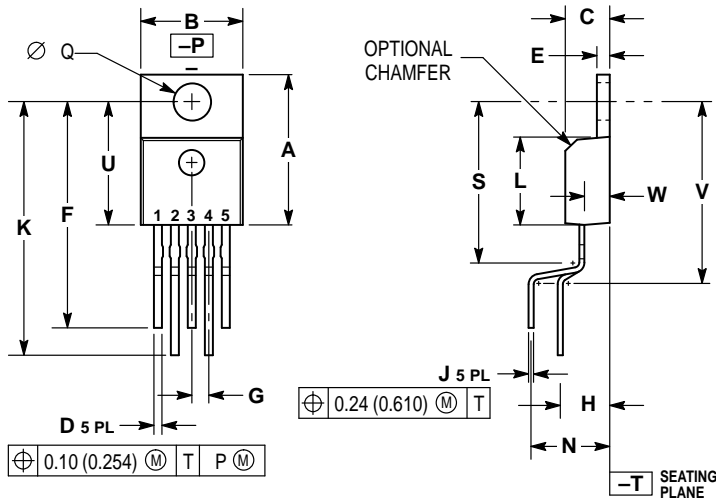 B
–P
–
Ø Q
U
K
F
A
1 2 3 4 5
G
D 5 PL
⌖ 0.10 (0.254) Ⓜ T P Ⓜ
C
E
OPTIONAL
CHAMFER
S
L
V
W
J 5 PL
⌖ 0.24 (0.610) Ⓜ T
H
N
–T SEATING
PLANE